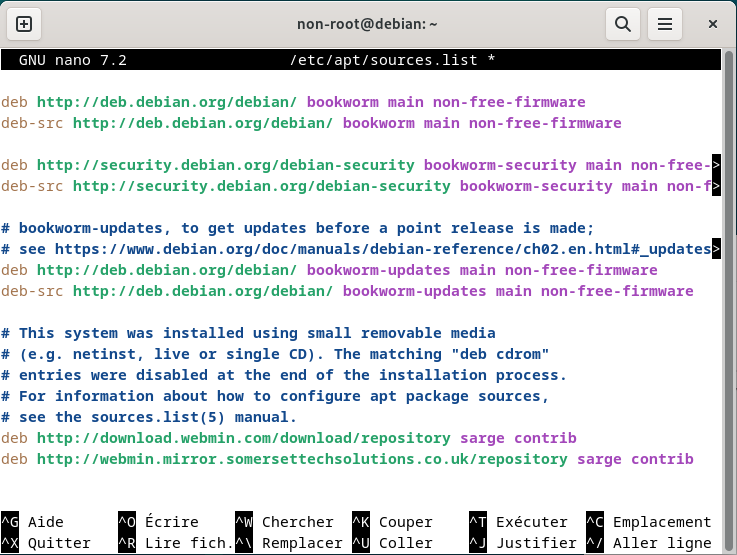 non-root@debian: ~
GNU nano 7.2 /etc/apt/sources.list *
deb http://deb.debian.org/debian/ bookworm main non-free-firmware
deb-src http://deb.debian.org/debian/ bookworm main non-free-firmware
deb http://security.debian.org/debian-security bookworm-security main non-free->
deb-src http://security.debian.org/debian-security bookworm-security main non-f>
# bookworm-updates, to get updates before a point release is made;
# see https://www.debian.org/doc/manuals/debian-reference/ch02.en.html#_updates>
deb http://deb.debian.org/debian/ bookworm-updates main non-free-firmware
deb-src http://deb.debian.org/debian/ bookworm-updates main non-free-firmware
# This system was installed using small removable media
# (e.g. netinst, live or single CD). The matching "deb cdrom"
# entries were disabled at the end of the installation process.
# For information about how to configure apt package sources,
# see the sources.list(5) manual.
deb http://download.webmin.com/download/repository sarge contrib
deb http://webmin.mirror.somersettechsolutions.co.uk/repository sarge contrib
^G Aide ^O Écrire ^W Chercher ^K Couper ^T Exécuter ^C Emplacement
^X Quitter ^R Lire fich. ^\ Remplacer ^U Coller ^J Justifier ^/ Aller ligne